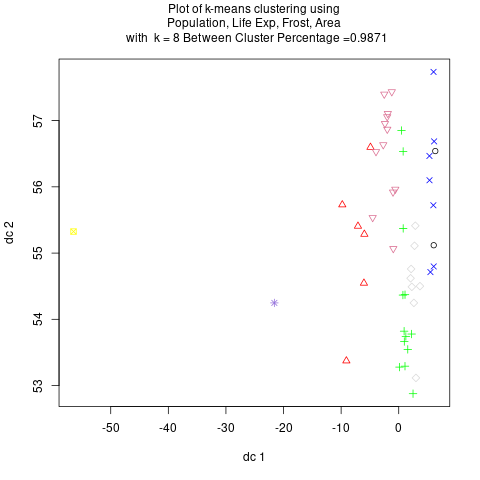 Plot of k-means clustering using
Population, Life Exp, Frost, Area
with k = 8 Between Cluster Percentage =0.9871
57
56
55
54
53
dc 2
-50 -40 -30 -20 -10 0
dc 1